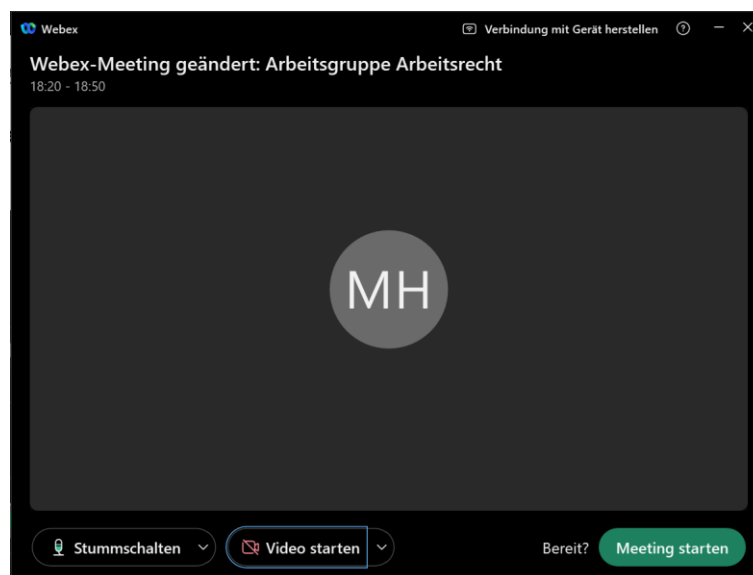 Webex
Verbindung mit Gerät herstellen
Webex-Meeting geändert: Arbeitsgruppe Arbeitsrecht
18:20 - 18:50
MH
Stummschalten
Video starten
Bereit?
Meeting starten